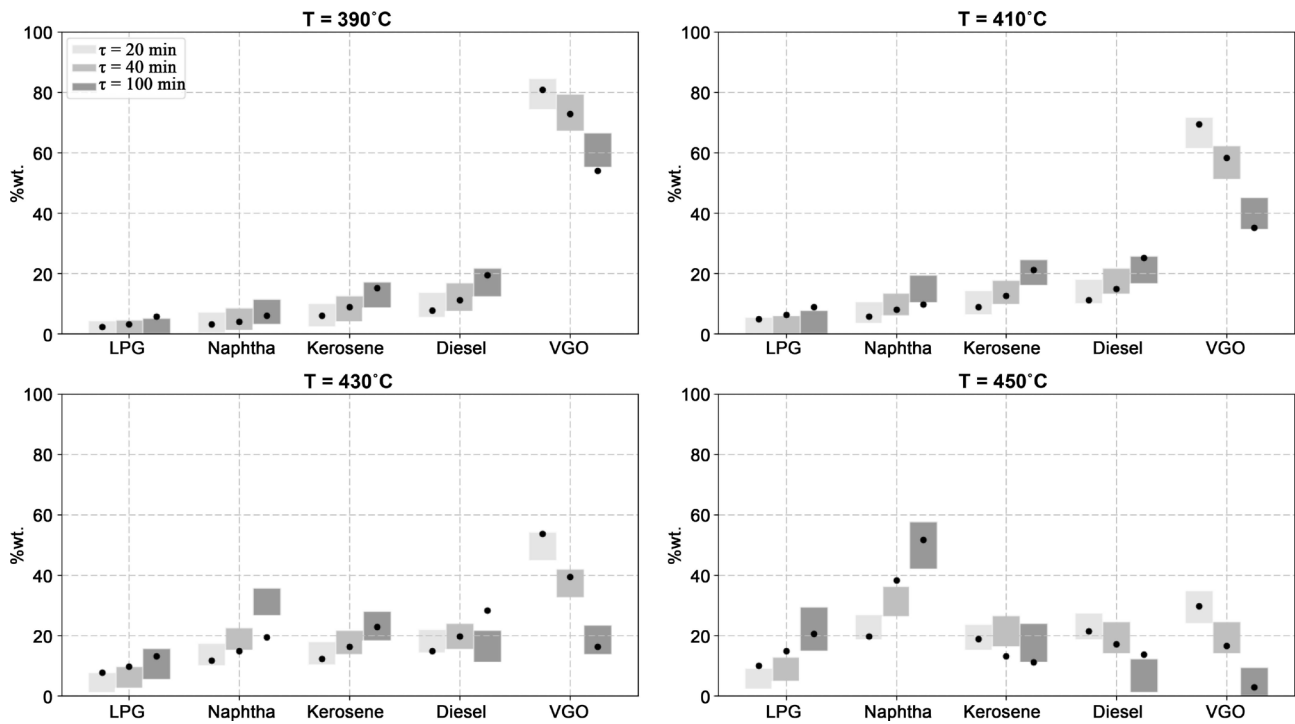 T = 390°C
100
80
60
40
20
0
%wt.
τ = 20 min
τ = 40 min
τ = 100 min
LPG Naphtha Kerosene Diesel VGO
T = 410°C
100
80
60
40
20
0
%wt.
LPG Naphtha Kerosene Diesel VGO
T = 430°C
100
80
60
40
20
0
%wt.
LPG Naphtha Kerosene Diesel VGO
T = 450°C
100
80
60
40
20
0
%wt.
LPG Naphtha Kerosene Diesel VGO